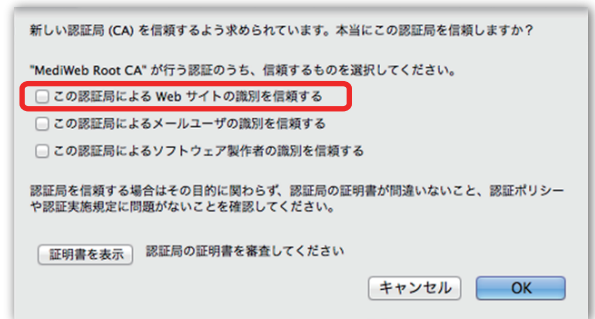 新しい認証局 (CA) を信頼するよう求められています。本当にこの認証局を信頼しますか？
"MediWeb Root CA" が行う認証のうち、信頼するものを選択してください。
この認証局による Web サイトの識別を信頼する
この認証局によるメールユーザの識別を信頼する
この認証局によるソフトウェア製作者の識別を信頼する
認証局を信頼する場合はその目的に関わらず、認証局の証明書が間違いないこと、認証ポリシー
や認証実施規定に問題がないことを確認してください。
証明書を表示 認証局の証明書を審査してください
キャンセル OK